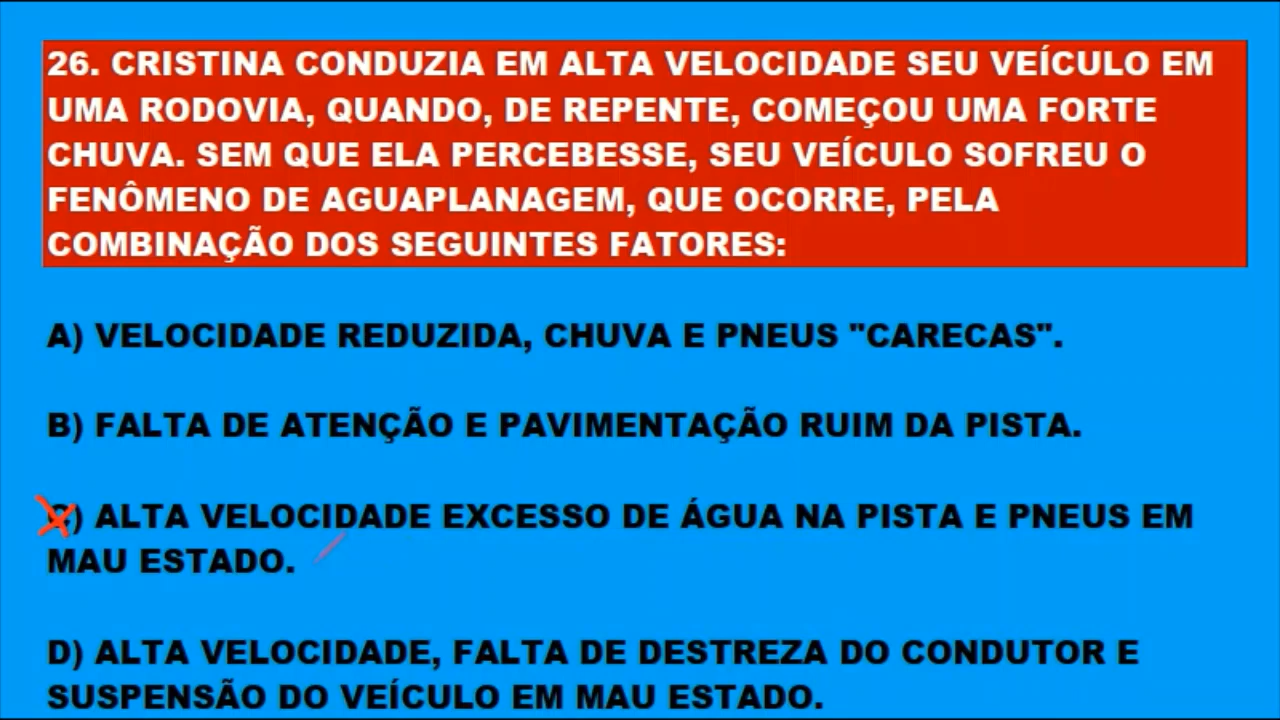 26. CRISTINA CONDUZIA EM ALTA VELOCIDADE SEU VEÍCULO EM
UMA RODOVIA, QUANDO, DE REPENTE, COMEÇOU UMA FORTE
CHUVA. SEM QUE ELA PERCEBESSE, SEU VEÍCULO SOFREU O
FENÔMENO DE AGUAPLANAGEM, QUE OCORRE, PELA
COMBINAÇÃO DOS SEGUINTES FATORES:
A) VELOCIDADE REDUZIDA, CHUVA E PNEUS "CARECAS".
B) FALTA DE ATENÇÃO E PAVIMENTAÇÃO RUIM DA PISTA.
C) ALTA VELOCIDADE EXCESSO DE ÁGUA NA PISTA E PNEUS EM
MAU ESTADO.
D) ALTA VELOCIDADE, FALTA DE DESTREZA DO CONDUTOR E
SUSPENSÃO DO VEÍCULO EM MAU ESTADO.